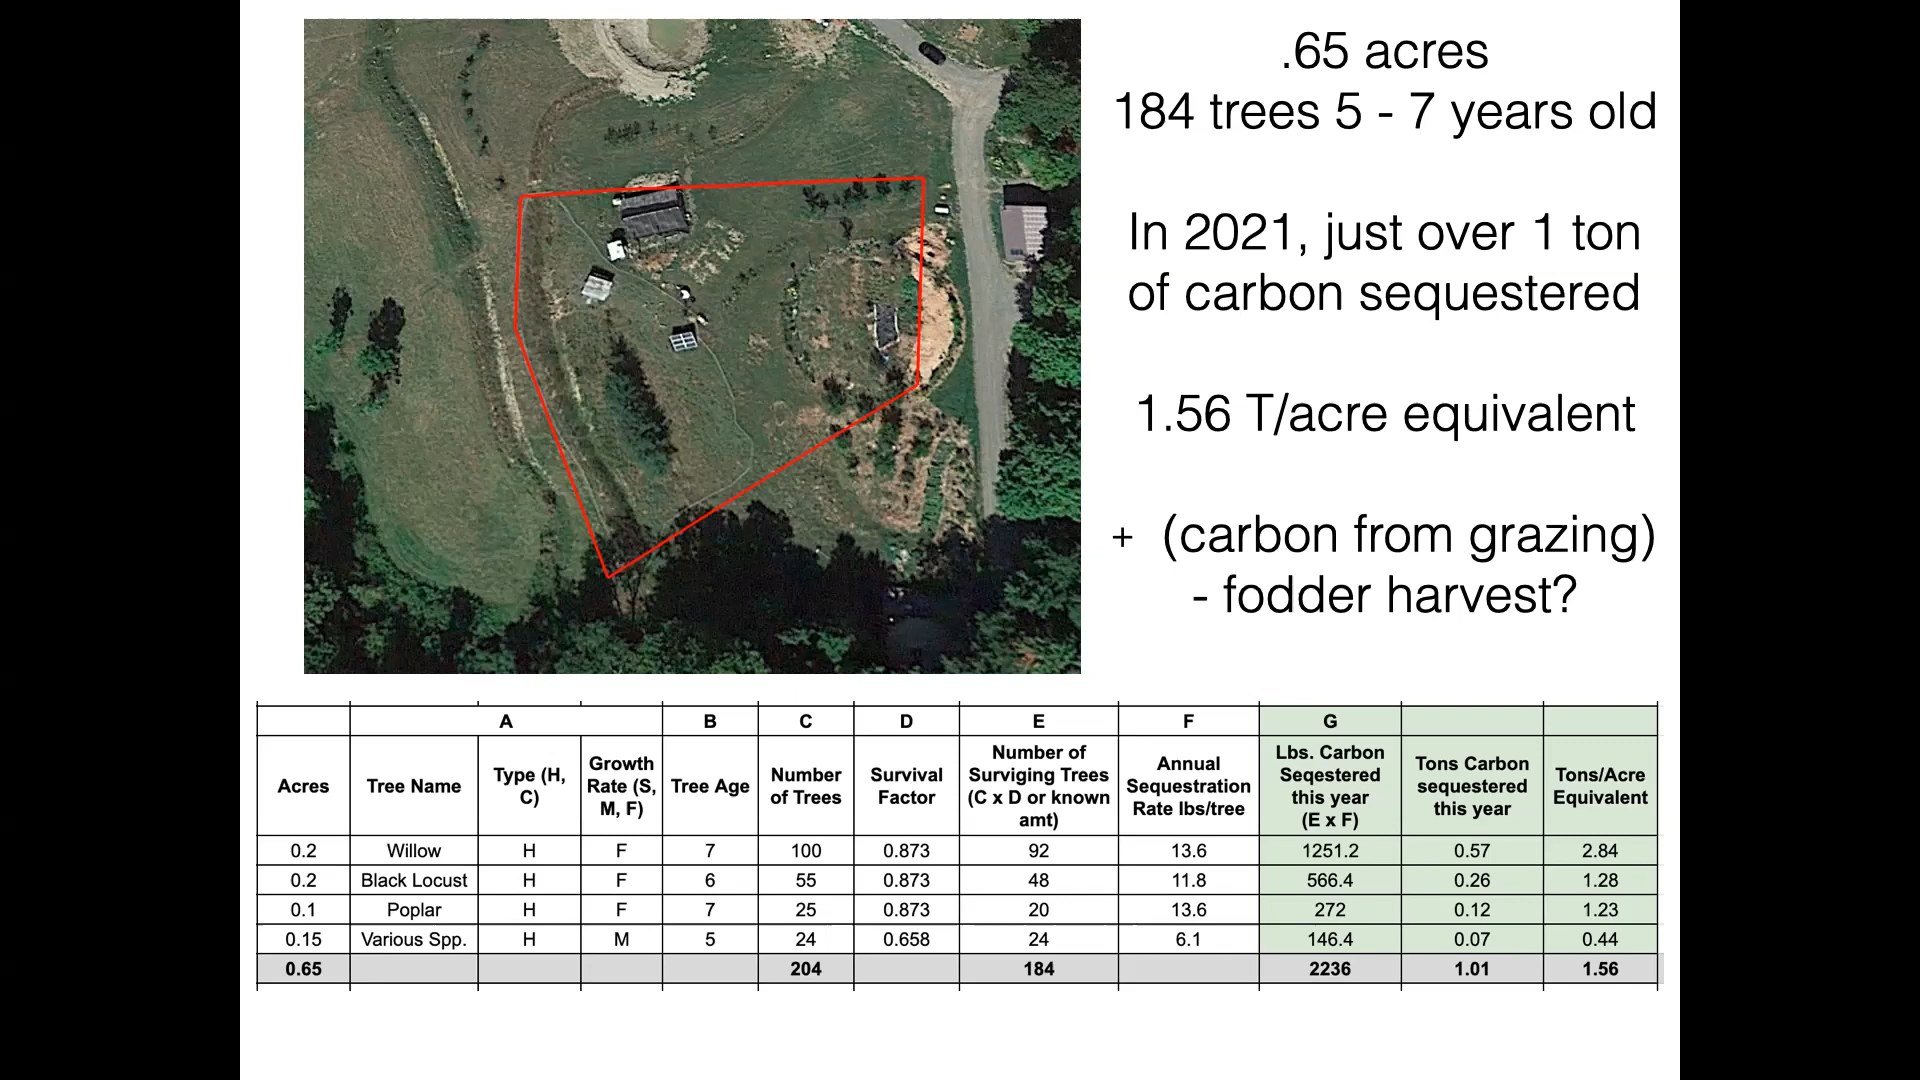 .65 acres
184 trees 5 - 7 years old
In 2021, just over 1 ton
of carbon sequestered
1.56 T/acre equivalent
+ (carbon from grazing)
- fodder harvest?
A B C D E F G
Acres Tree Name Type (H, C) Growth Rate (S, M, F) Tree Age Number of Trees Survival Factor Number of Surviging Trees (C x D or known amt) Annual Sequestration Rate lbs/tree Lbs. Carbon Seqestered this year (E x F) Tons Carbon sequestered this year Tons/Acre Equivalent
0.2 Willow H F 7 100 0.873 92 13.6 1251.2 0.57 2.84
0.2 Black Locust H F 6 55 0.873 48 11.8 566.4 0.26 1.28
0.1 Poplar H F 7 25 0.873 20 13.6 272 0.12 1.23
0.15 Various Spp. H M 5 24 0.658 24 6.1 146.4 0.07 0.44
0.65 204 184 2236 1.01 1.56